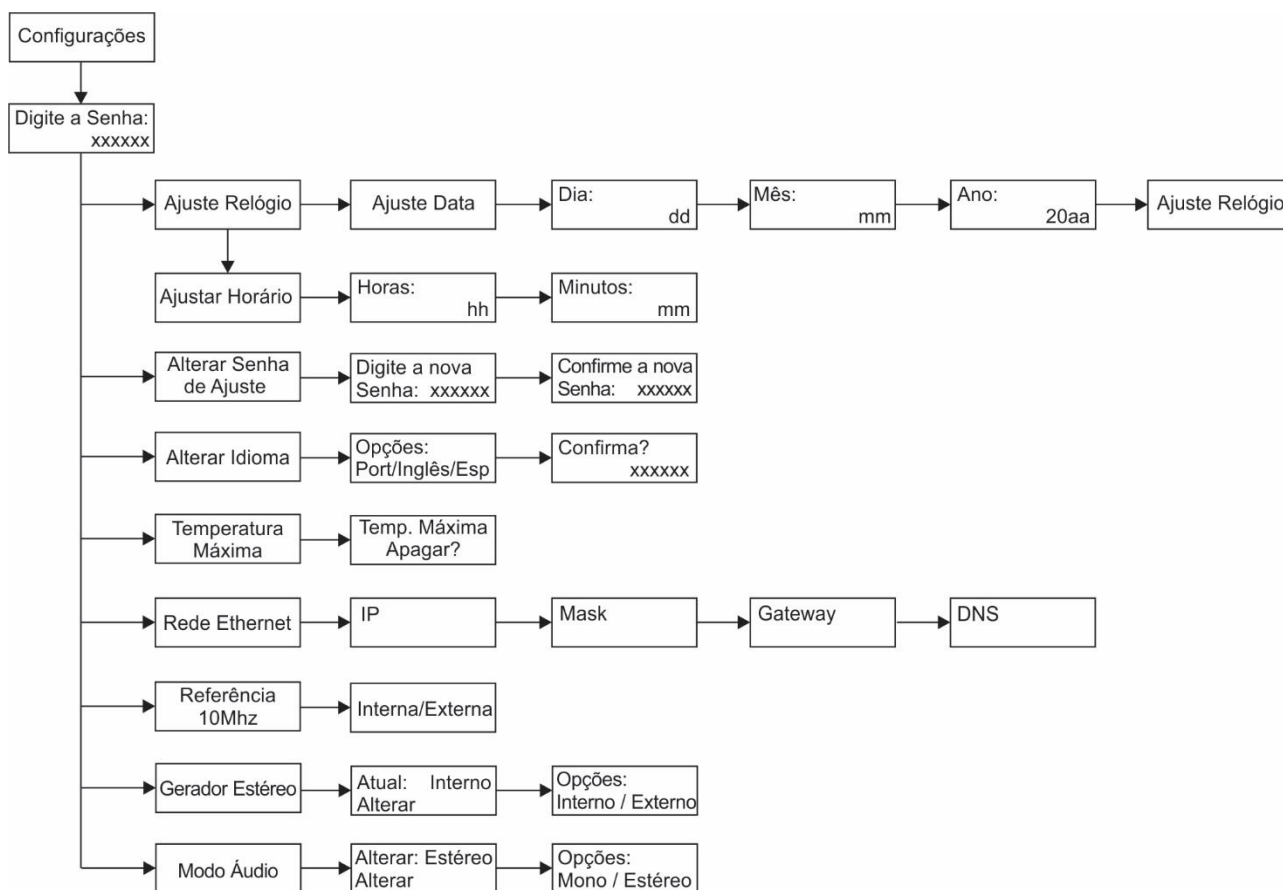 Configurações
Digite a Senha:
xxxxxx
Ajuste Relógio
Ajuste Data
Dia:
dd
Mês:
mm
Ano:
20aa
Ajuste Relógio
Ajustar Horário
Horas:
hh
Minutos:
mm
Alterar Senha
de Ajuste
Digite a nova
Senha: xxxxxx
Confirme a nova
Senha: xxxxxx
Alterar Idioma
Opções:
Port/Inglês/Esp
Confirma?
xxxxxx
Temperatura
Máxima
Temp. Máxima
Apagar?
Rede Ethernet
IP
Mask
Gateway
DNS
Referência
10Mhz
Interna/Externa
Gerador Estéreo
Atual: Interno
Alterar
Opções:
Interno / Externo
Modo Áudio
Alterar: Estéreo
Alterar
Opções:
Mono / Estéreo